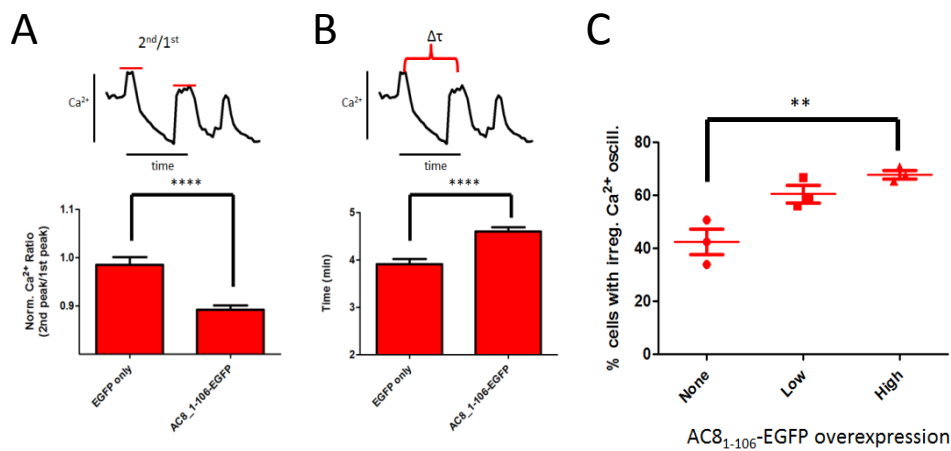 A
2nd/1st
Ca2+
time
****
Norm. Ca2+ Ratio
(2nd peak/1st peak)
1.1
1.0
0.9
EGFP only
AC8_1-106-EGFP
B
Δτ
Ca2+
time
****
Time (min)
5
4
3
2
EGFP only
AC8_1-106-EGFP
C
**
% cells with irreg. Ca2+ oscill.
80
60
40
20
0
None
Low
High
AC81-106-EGFP overexpression